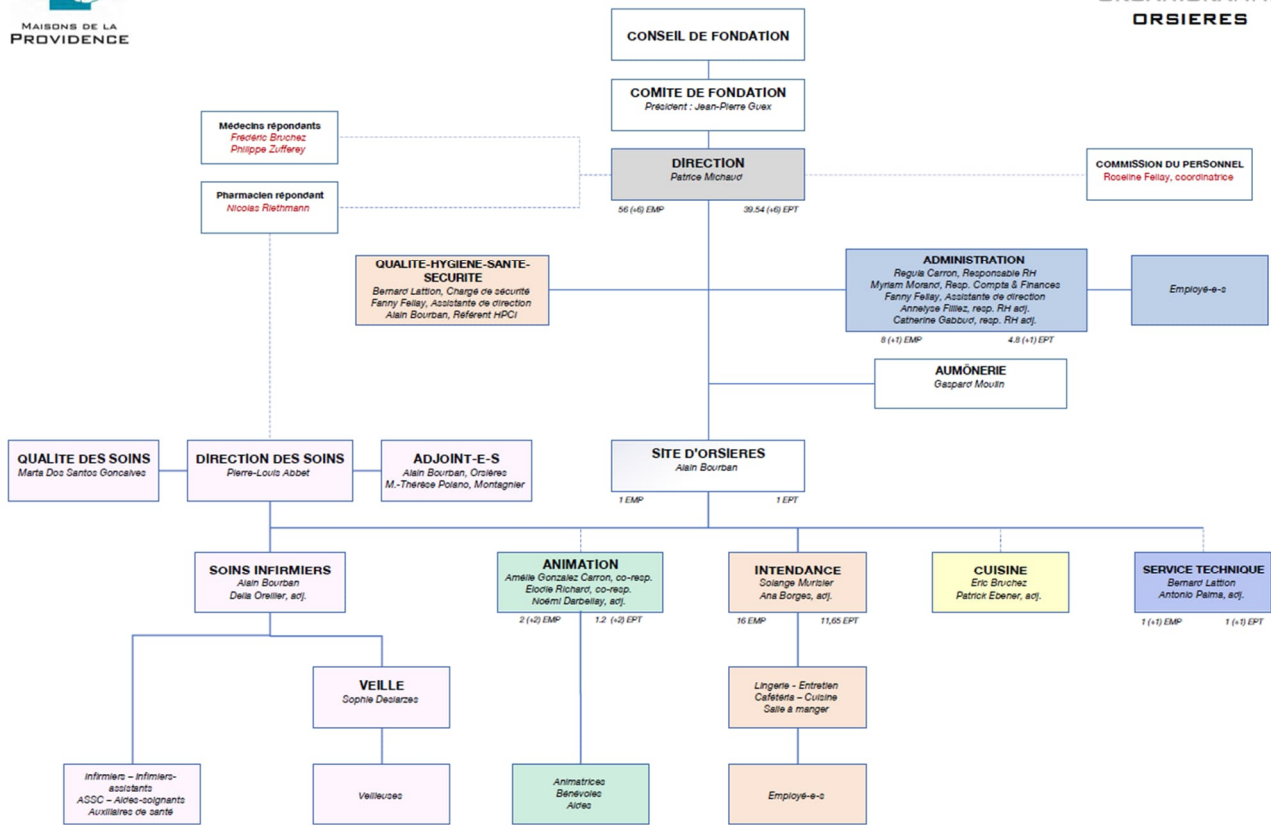 MAISONS DE LA
PROVIDENCE
ORSIERES
CONSEIL DE FONDATION
COMITE DE FONDATION
Président : Jean-Pierre Guex
Médecins répondants
Frédéric Bruchez
Philippe Zufferey
DIRECTION
Patrice Michaud
COMMISSION DU PERSONNEL
Roseline Fellay, coordinatrice
Pharmacien répondant
Nicolas Riethmann
56 (+6) EMP
39.54 (+6) EPT
QUALITE-HYGIENE-SANTE-
SECURITE
Bernard Lattion, Chargé de sécurité
Fanny Fellay, Assistante de direction
Alain Bourban, Référent HPCI
ADMINISTRATION
Regula Carron, Responsable RH
Myriam Morand, Resp. Compta & Finances
Fanny Fellay, Assistante de direction
Annelyse Filliez, resp. RH adj.
Catherine Gabbud, resp. RH adj.
Employé-e-s
8 (+1) EMP
4.8 (+1) EPT
AUMÔNERIE
Gaspard Moulin
QUALITE DES SOINS
Marta Dos Santos Goncalves
DIRECTION DES SOINS
Pierre-Louis Abbet
ADJOINT-E-S
Alain Bourban, Orsières
M.-Thérèse Polano, Montagnier
SITE D'ORSIERES
Alain Bourban
1 EMP
1 EPT
SOINS INFIRMIERS
Alain Bourban
Delia Oreiller, adj.
ANIMATION
Amélie Gonzalez Carron, co-resp.
Elodie Richard, co-resp.
Noémi Darbellay, adj.
2 (+2) EMP
1.2 (+2) EPT
INTENDANCE
Solange Murisier
Ana Borges, adj.
16 EMP
11,65 EPT
CUISINE
Eric Bruchez
Patrick Ebener, adj.
SERVICE TECHNIQUE
Bernard Lattion
Antonio Palma, adj.
1 (+1) EMP
1 (+1) EPT
VEILLE
Sophie Deslarzes
Lingerie - Entretien
Cafétéria – Cuisine
Salle à manger
Infirmiers – Infimiers-
assistants
ASSC – Aides-soignants
Auxiliaires de santé
Veilleuses
Animatrices
Bénévoles
Aides
Employé-e-s